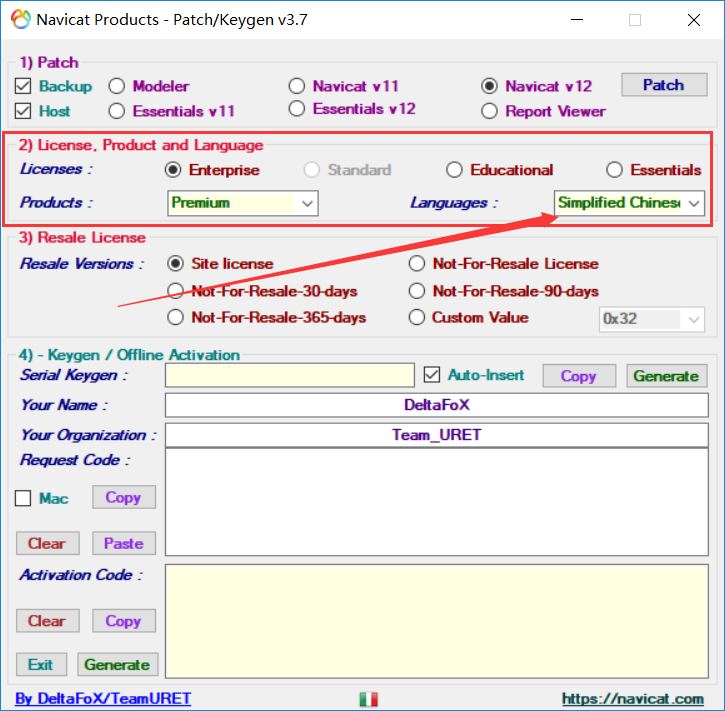 Navicat Products - Patch/Keygen v3.7
1) Patch
Backup Modeler Navicat v11 Navicat v12 Patch
Host Essentials v11 Essentials v12 Report Viewer
2) License, Product and Language
Licenses : Enterprise Standard Educational Essentials
Products : Premium Languages : Simplified Chinese
3) Resale License
Resale Versions : Site license Not-For-Resale License
Not-For-Resale-30-days Not-For-Resale-90-days
Not-For-Resale-365-days Custom Value 0x32
4) - Keygen / Offline Activation
Serial Keygen : Auto-Insert Copy Generate
Your Name : DeltaFoX
Your Organization : Team_URET
Request Code :
Mac Copy
Clear Paste
Activation Code :
Clear Copy
Exit Generate
By DeltaFoX/TeamURET https://navicat.com